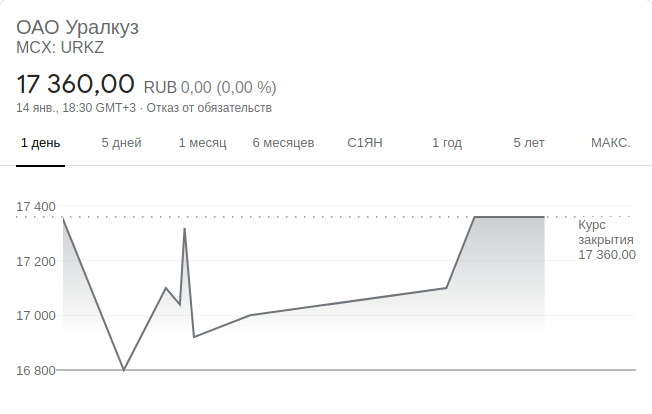 ОАО Уралкуз
MCX: URKZ
17 360,00 RUB 0,00 (0,00 %)
14 янв., 18:30 GMT+3 · Отказ от обязательств
1 день 5 дней 1 месяц 6 месяцев С1ЯН 1 год 5 лет МАКС.
17 400
Курс
закрытия
17 360,00
17 200
17 000
16 800